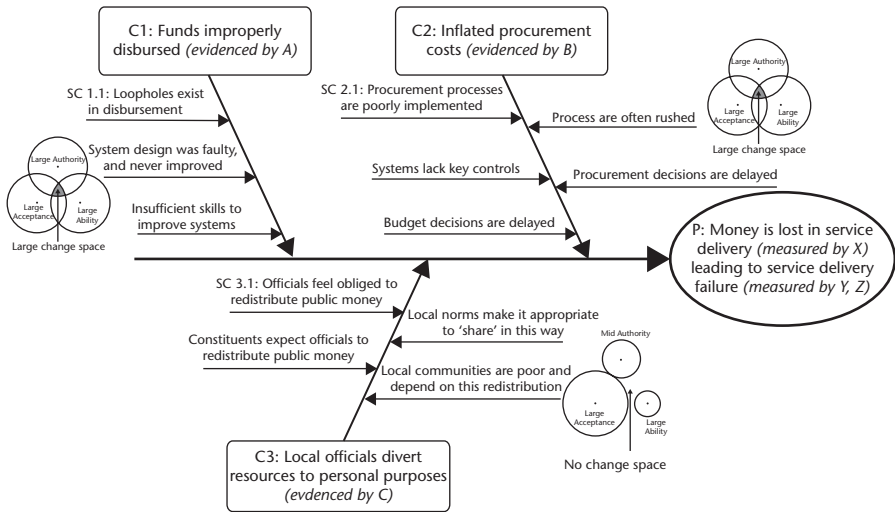 C1: Funds improperly
disbursed (evidenced by A)
C2: Inflated procurement
costs (evidenced by B)
SC 1.1: Loopholes exist
in disbursement
System design was faulty,
and never improved
Insufficient skills to
improve systems
Large Authority
Large
Acceptance
Large
Ability
Large change space
SC 2.1: Procurement processes
are poorly implemented
Process are often rushed
Systems lack key controls
Procurement decisions are delayed
Budget decisions are delayed
Large Authority
Large
Acceptance
Large
Ability
Large change space
P: Money is lost in service
delivery (measured by X)
leading to service delivery
failure (measured by Y, Z)
SC 3.1: Officials feel obliged to
redistribute public money
Local norms make it appropriate
to ‘share’ in this way
Constituents expect officials to
redistribute public money
Local communities are poor and
depend on this redistribution
Mid Authority
Large
Acceptance
Large
Ability
No change space
C3: Local officials divert
resources to personal purposes
(evdenced by C)